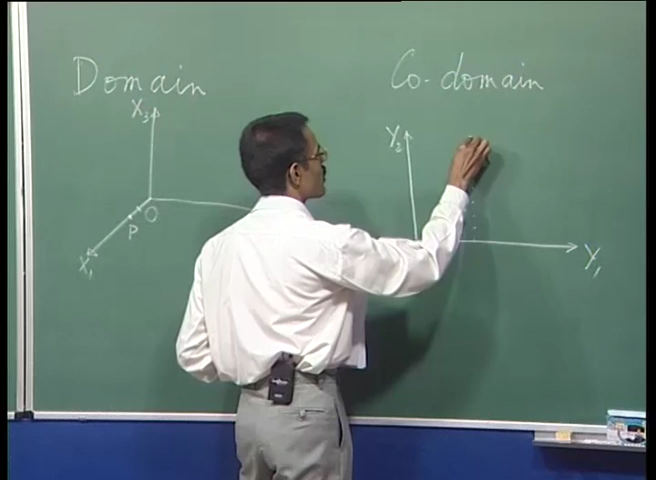 Domain
Co-domain
X₃
Y₂
O
P
X₁
Y₁